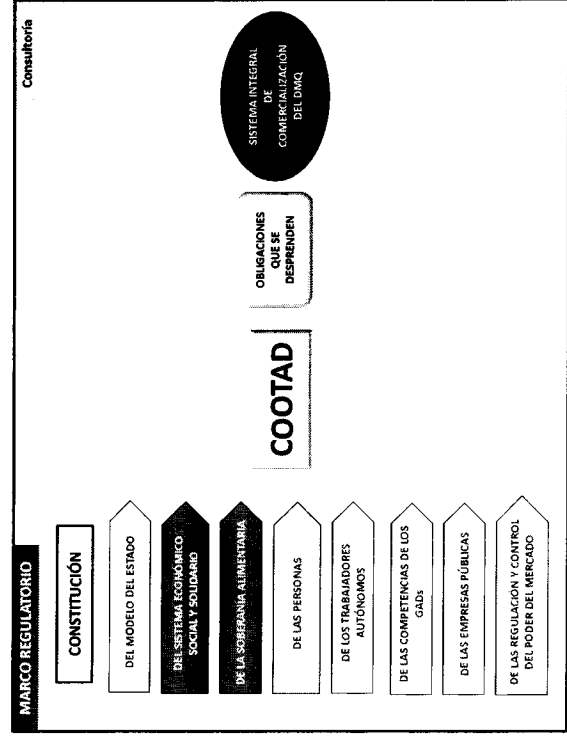 MARCO REGULATORIO
Consultoría
CONSTITUCIÓN
DEL MODELO DEL ESTADO
DEL SISTEMA ECONÓMICO
SOCIAL Y SOLIDARIO
DE LA SOBERANÍA ALIMENTARIA
DE LAS PERSONAS
DE LOS TRABAJADORES
AUTÓNOMOS
DE LAS COMPETENCIAS DE LOS
GADs
DE LAS EMPRESAS PÚBLICAS
DE LAS REGULACIÓN Y CONTROL
DEL PODER DEL MERCADO
COOTAD
OBLIGACIONES
QUE SE
DESPRENDEN
SISTEMA INTEGRAL
DE
COMERCIALIZACIÓN
DEL DMQ